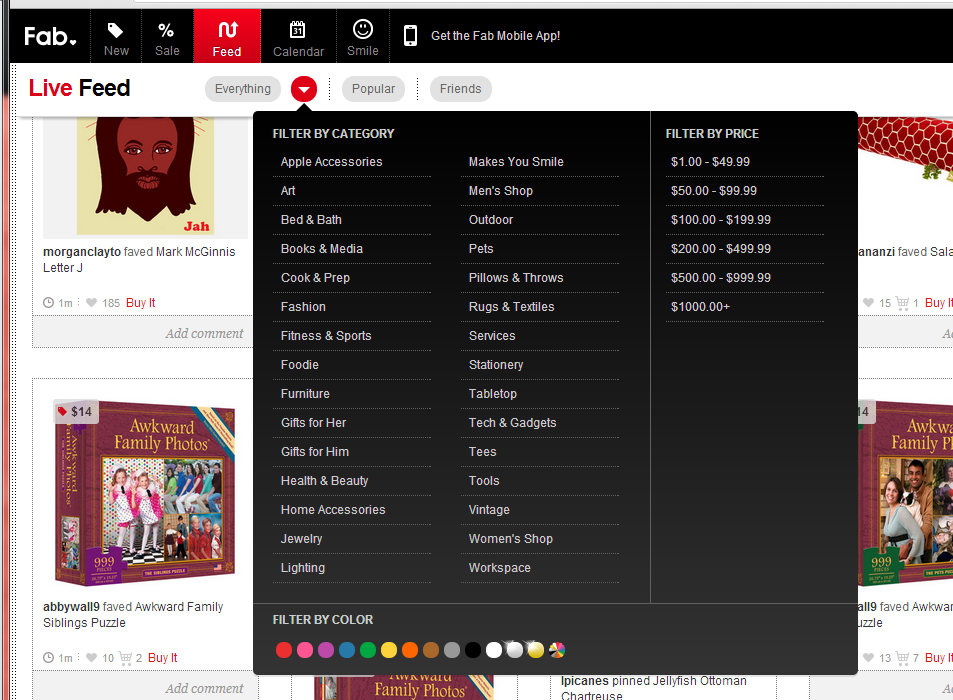 Fab.
New
Sale
Feed
31
Calendar
Smile
Get the Fab Mobile App!
Live Feed
Everything
Popular
Friends
FILTER BY CATEGORY
Apple Accessories
Art
Bed & Bath
Books & Media
Cook & Prep
Fashion
Fitness & Sports
Foodie
Furniture
Gifts for Her
Gifts for Him
Health & Beauty
Home Accessories
Jewelry
Lighting
Makes You Smile
Men's Shop
Outdoor
Pets
Pillows & Throws
Rugs & Textiles
Services
Stationery
Tabletop
Tech & Gadgets
Tees
Tools
Vintage
Women's Shop
Workspace
FILTER BY PRICE
$1.00 - $49.99
$50.00 - $99.99
$100.00 - $199.99
$200.00 - $499.99
$500.00 - $999.99
$1000.00+
FILTER BY COLOR
Jah
morganclayto faved Mark McGinnis
Letter J
1m
185 Buy It
Add comment
$14
Awkward
Family Photos
Awkward Family Photos
999
PIECES
THE SIBLINGS PUZZLE
abbywall9 faved Awkward Family
Siblings Puzzle
1m
10
2 Buy It
Add comment
Awkward
Family Photos
lpicanes pinned Jellyfish Ottoman
Chartreuse
ananzi faved Sala
15
1 Buy It
14
Awkwa
Family P
999
PIECES
THE PETS PUZZLE
all9 faved Awkwar
uzzle
13
7 Buy It